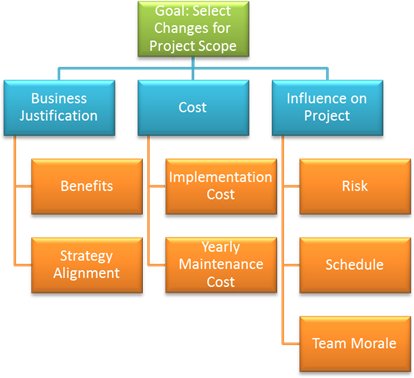 Goal: Select
Changes for
Project Scope
Business
Justification
Cost
Influence on
Project
Benefits
Implementation
Cost
Risk
Strategy
Alignment
Yearly
Maintenance
Cost
Schedule
Team Morale